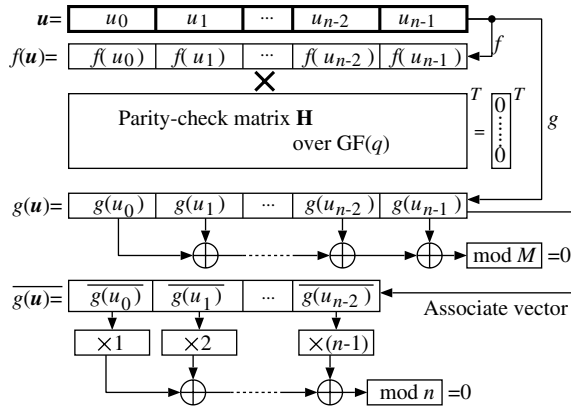 u= u0 u1 ... un-2 un-1
f
f(u)= f(u0) f(u1) ... f(un-2) f(un-1)
×
Parity-check matrix H T = 0 ...... 0 T
over GF(q)
g
g(u)= g(u0) g(u1) ... g(un-2) g(un-1)
mod M =0
g(u)= g(u0) g(u1) ... g(un-2)
Associate vector
×1 ×2 ×(n-1)
mod n =0